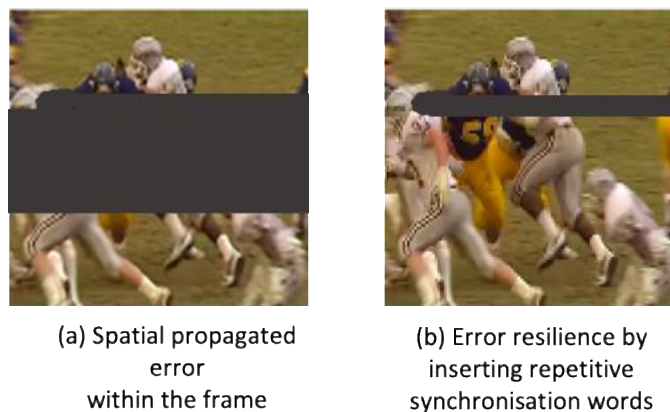 (a) Spatial propagated
error
within the frame
(b) Error resilience by
inserting repetitive
synchronisation words